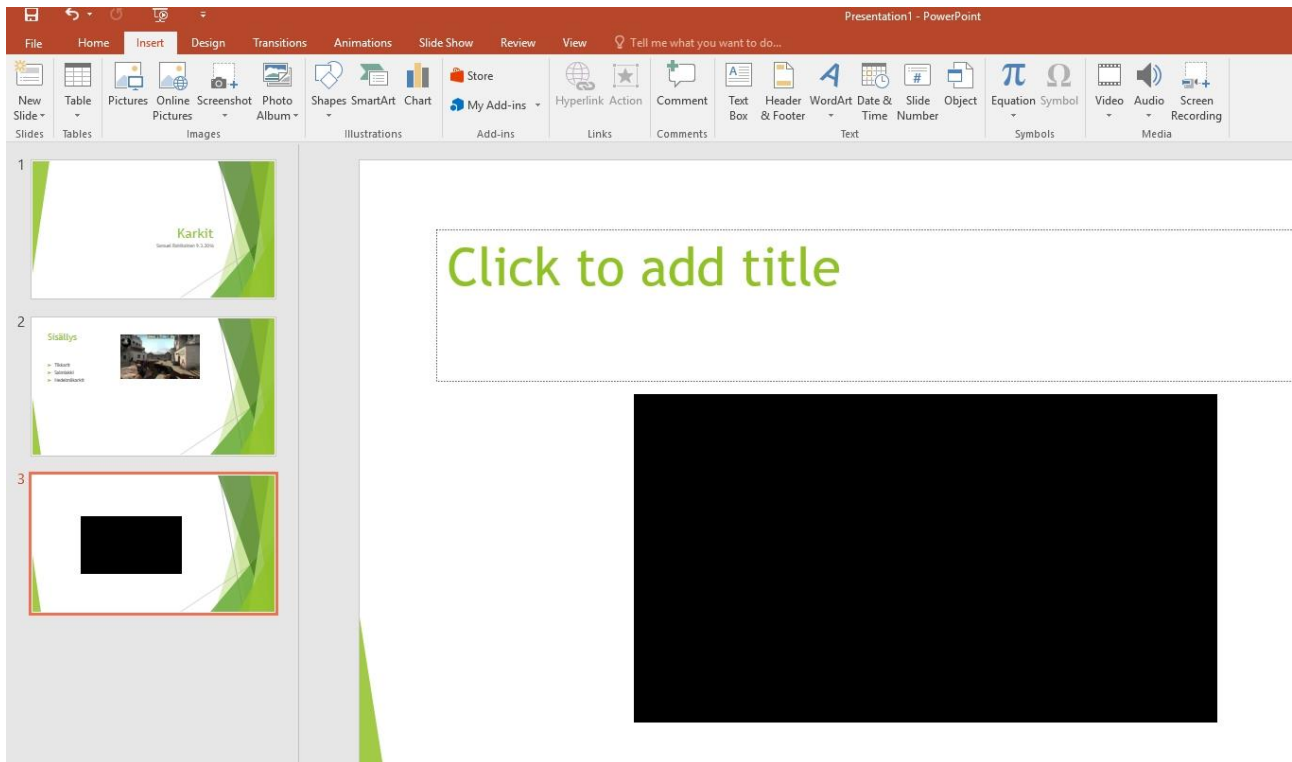 Presentation1 - PowerPoint
File Home Insert Design Transitions Animations Slide Show Review View Tell me what you want to do...
New Slide
Table
Pictures
Online Pictures
Screenshot
Photo Album
Shapes
SmartArt
Chart
Store
My Add-ins
Hyperlink
Action
Comment
Text Box
Header & Footer
WordArt
Date & Time
#
Slide Number
Object
π
Equation
Ω
Symbol
Video
Audio
Screen Recording
Slides Tables Images Illustrations Add-ins Links Comments Text Symbols Media
1
Karkit
2
Sisällys
3
Click to add title